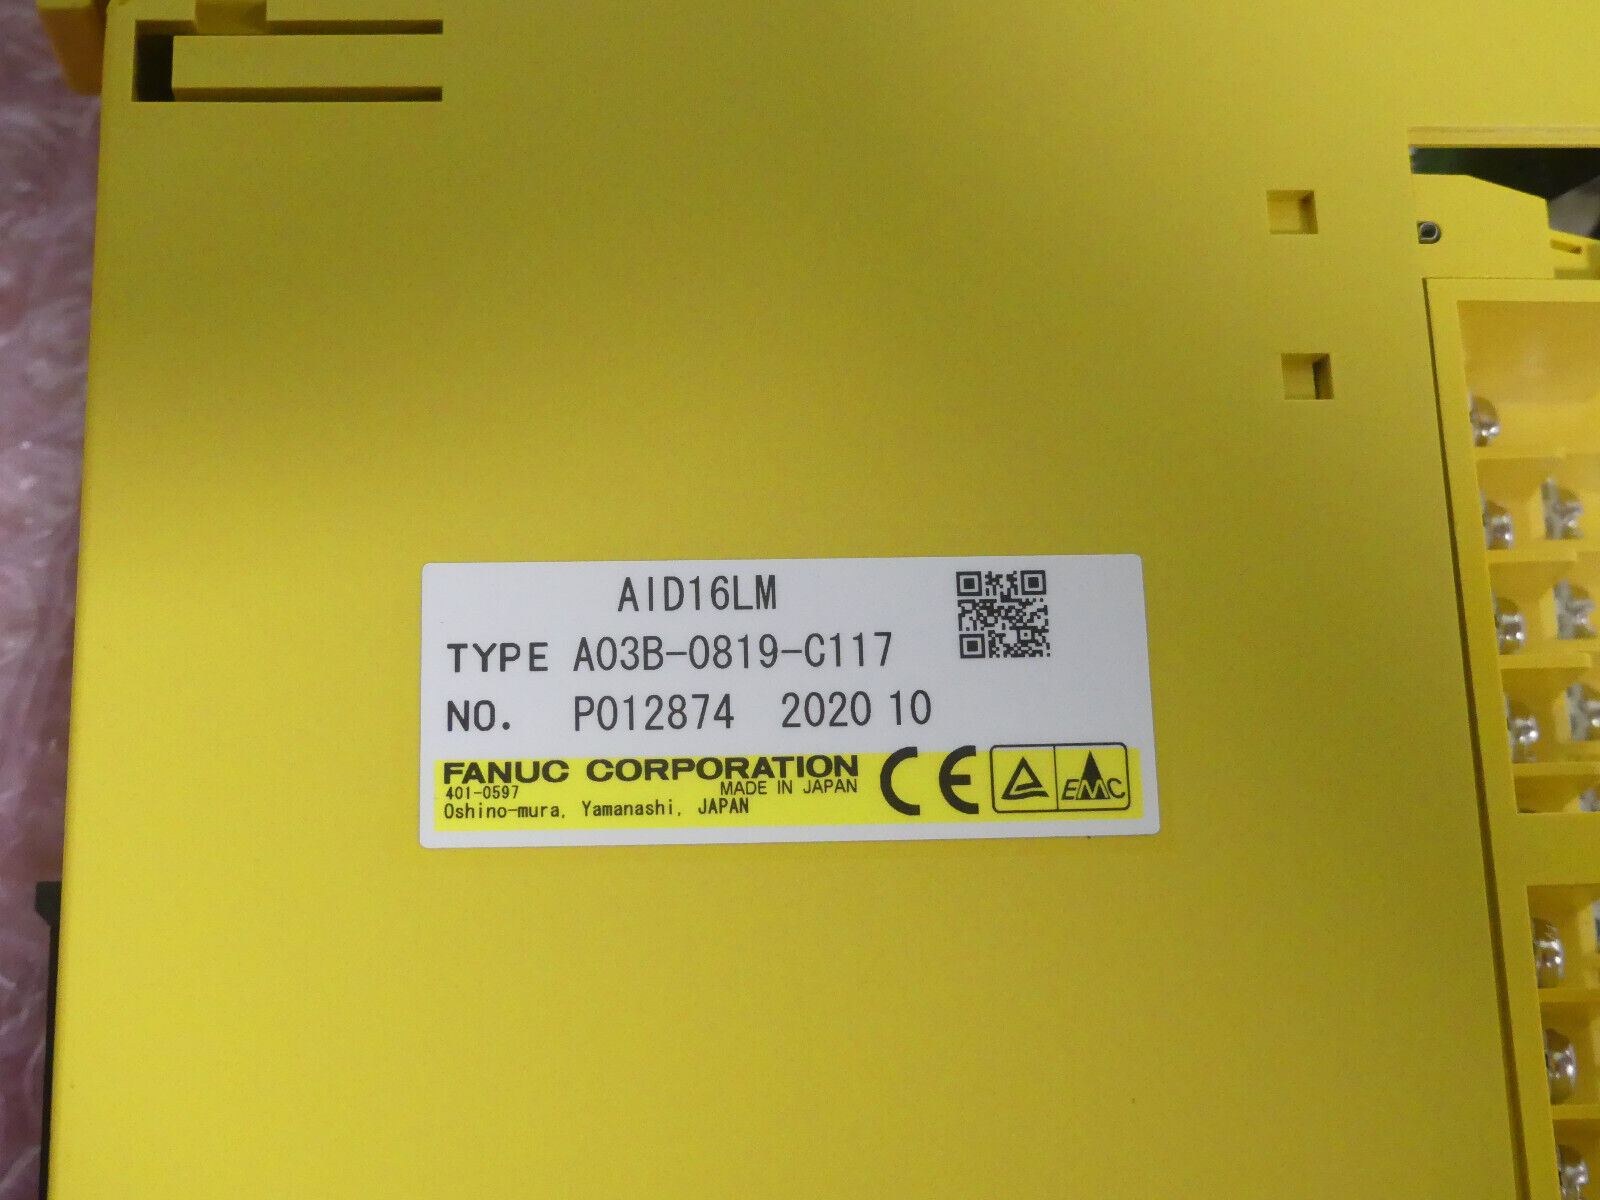 AID16LM
TYPE A03B-0819-C117
NO. P012874 2020 10
FANUC CORPORATION
401-0597 MADE IN JAPAN
Oshino-mura, Yamanashi, JAPAN
CE
EMC